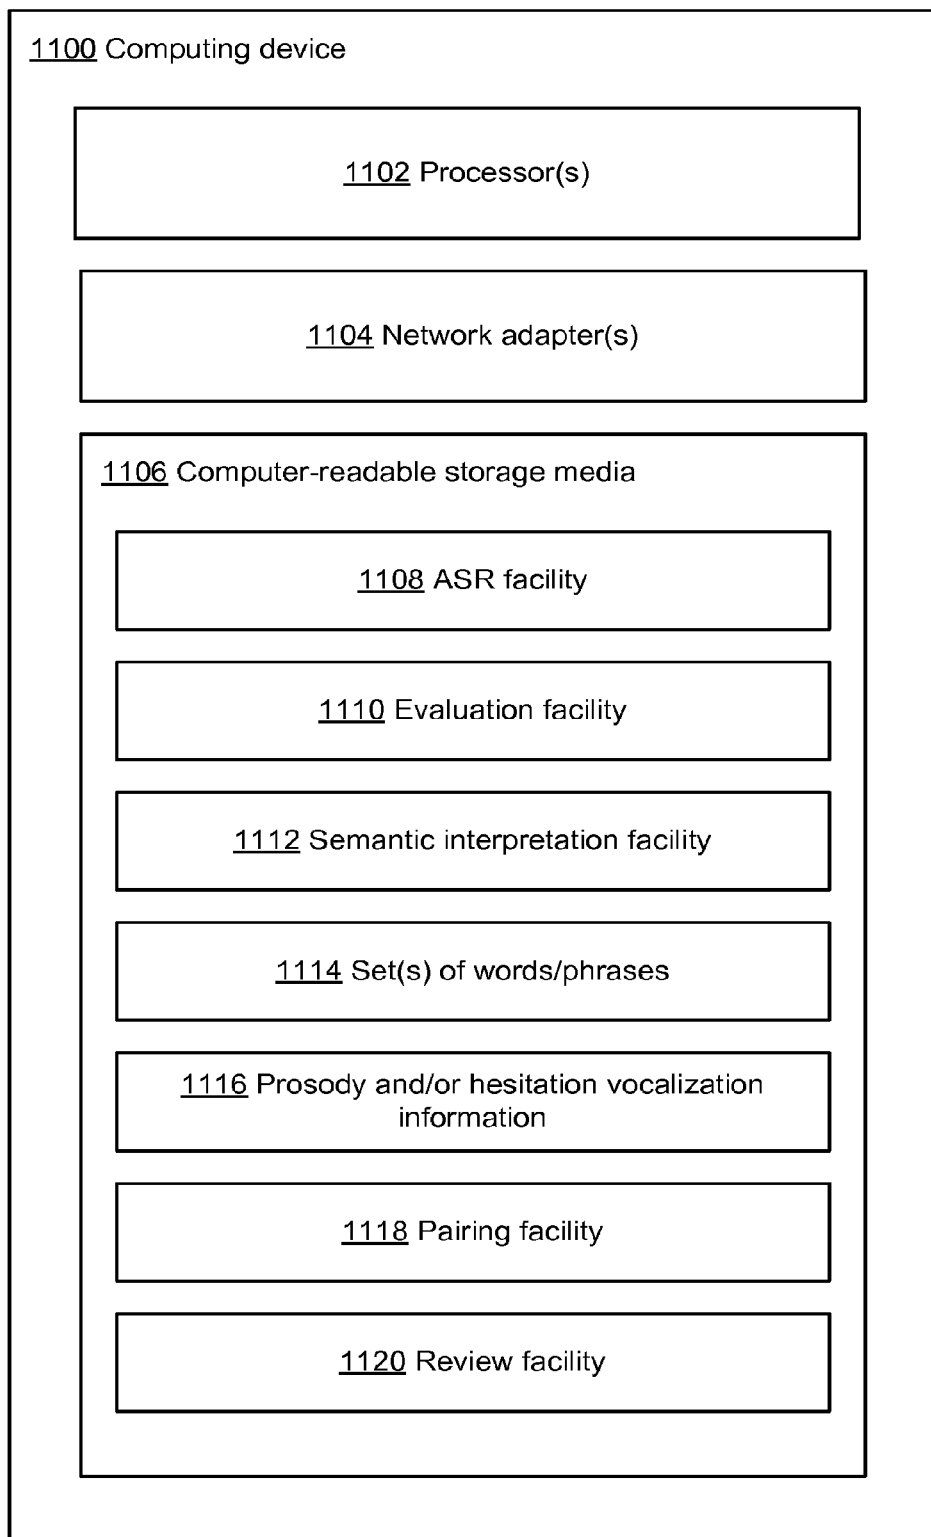 1100 Computing device
1102 Processor(s)
1104 Network adapter(s)
1106 Computer-readable storage media
1108 ASR facility
1110 Evaluation facility
1112 Semantic interpretation facility
1114 Set(s) of words/phrases
1116 Prosody and/or hesitation vocalization
information
1118 Pairing facility
1120 Review facility